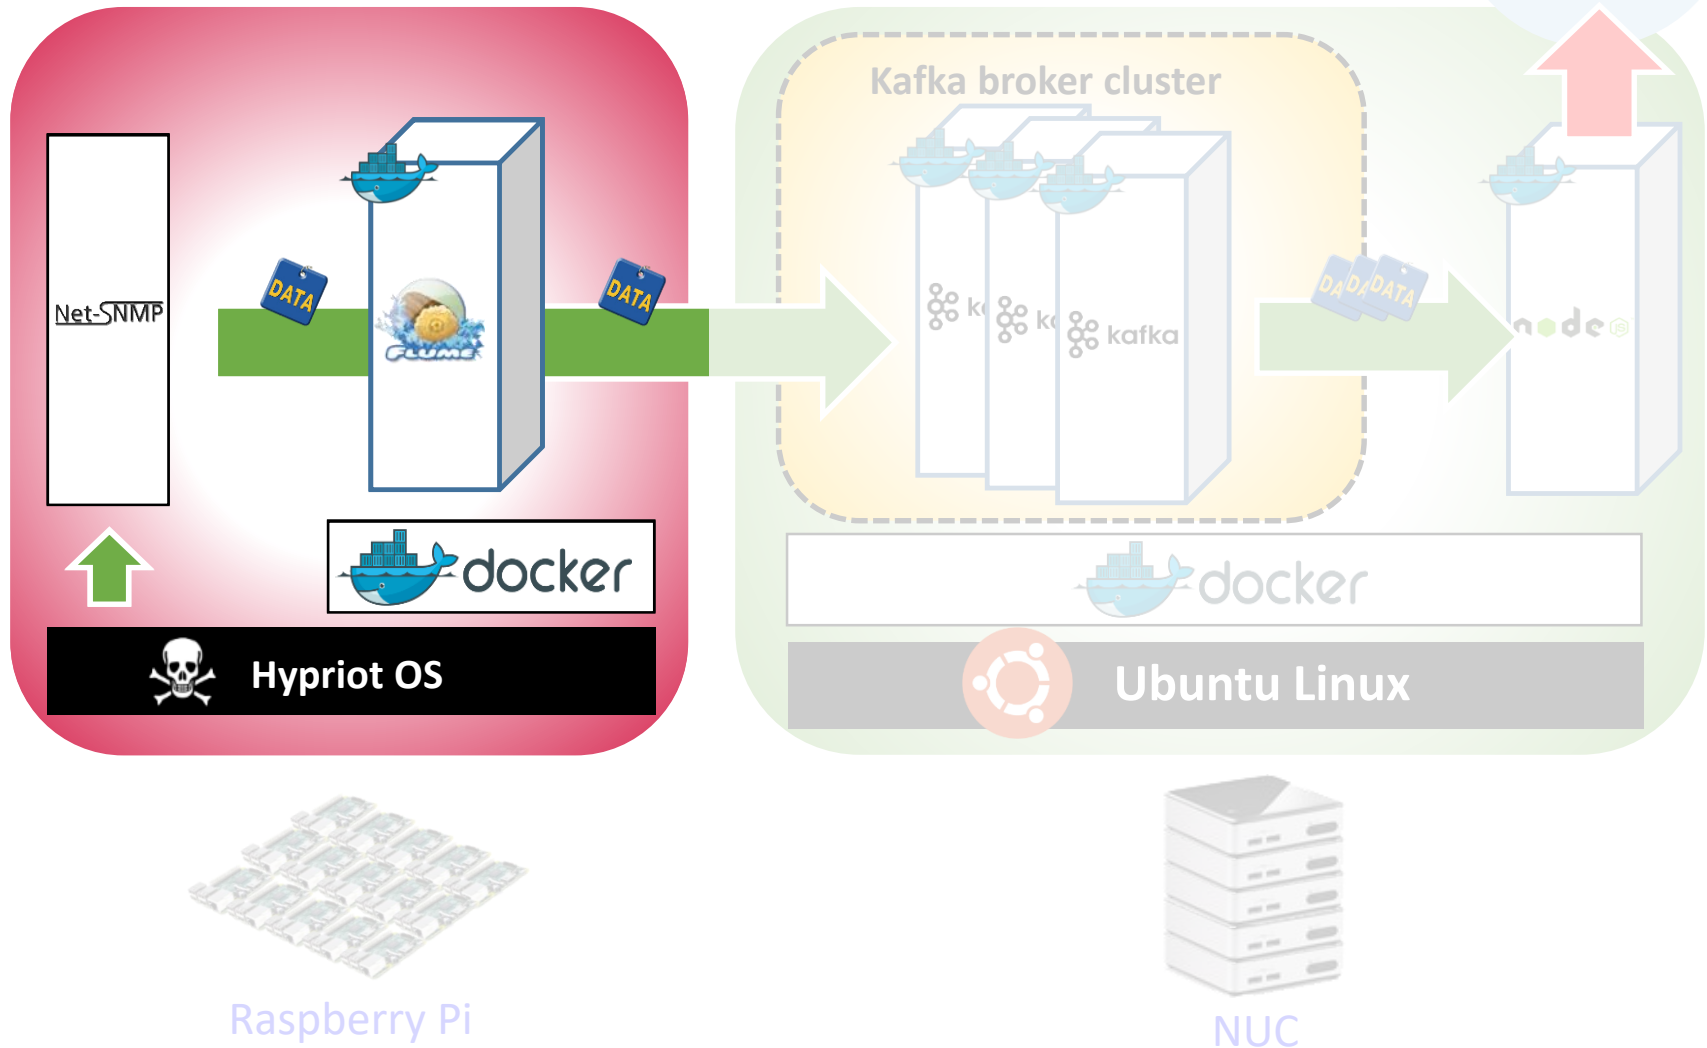 Kafka broker cluster
Net-SNMP
DATA
FLUME
DATA
kafka
DATA
node
JS
docker
docker
Hypriot OS
Ubuntu Linux
Raspberry Pi
NUC